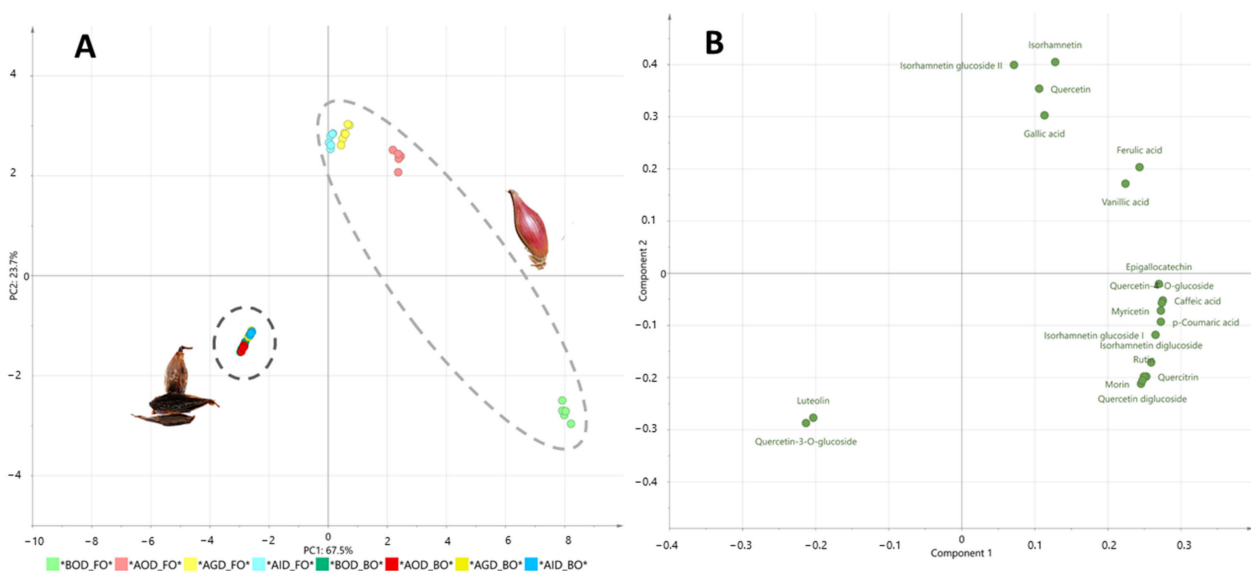 A
4
2
0
−2
−4
PC2: 23.7%
−10
−8
−6
−4
−2
0
2
4
6
8
PC1: 67.5%
*BOD_FO* *AOD_FO* *AGD_FO* *AID_FO* *BOD_BO* *AOD_BO* *AGD_BO* *AID_BO*
B
0.4
0.3
0.2
0.1
0
−0.1
−0.2
−0.3
−0.4
Component 2
Isorhamnetin
Isorhamnetin glucoside II
Quercetin
Gallic acid
Ferulic acid
Vanillic acid
Epigallocatechin
Quercetin-4 O-glucoside
Caffeic acid
Myricetin
p-Coumaric acid
Isorhamnetin glucoside I
Isorhamnetin diglucoside
Rutin
Quercitrin
Morin
Quercetin diglucoside
Luteolin
Quercetin-3-O-glucoside
−0.4
−0.3
−0.2
−0.1
0
0.1
0.2
0.3
Component 1